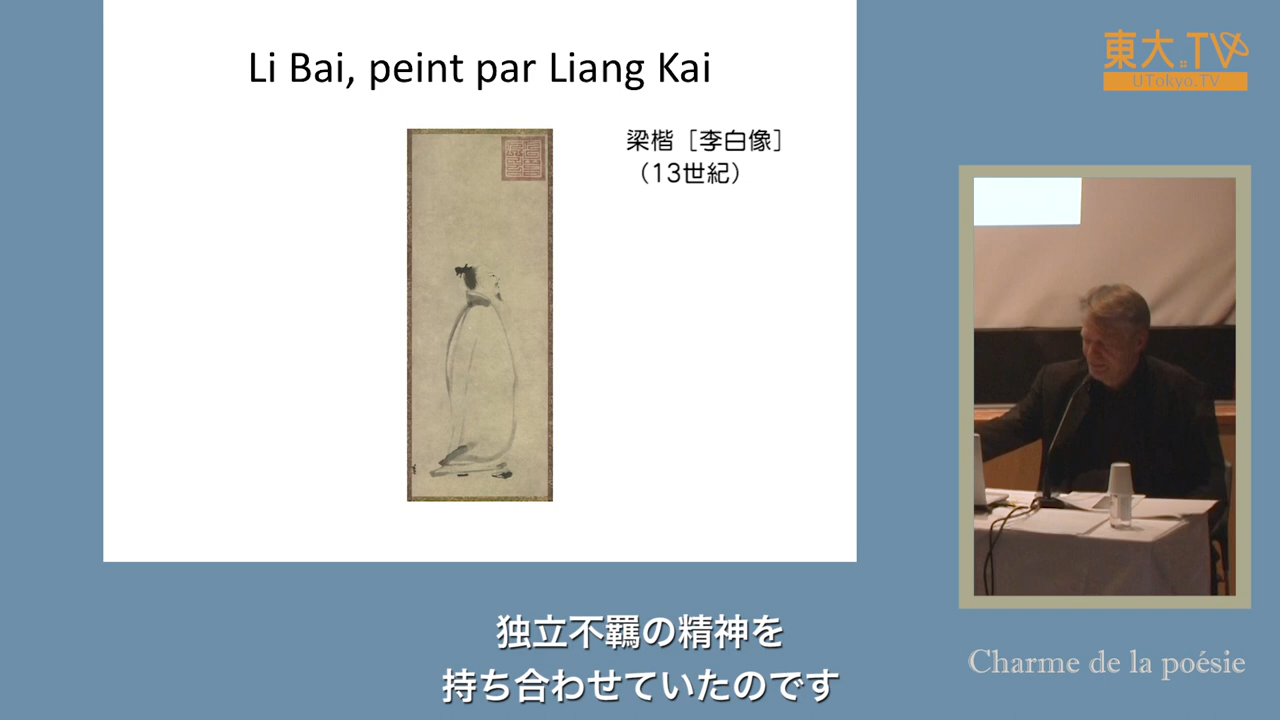 Li Bai, peint par Liang Kai
梁楷［李白像］
（13世紀）
東大.TV
UTokyo.TV
独立不羈の精神を
持ち合わせていたのです
Charme de la poésie